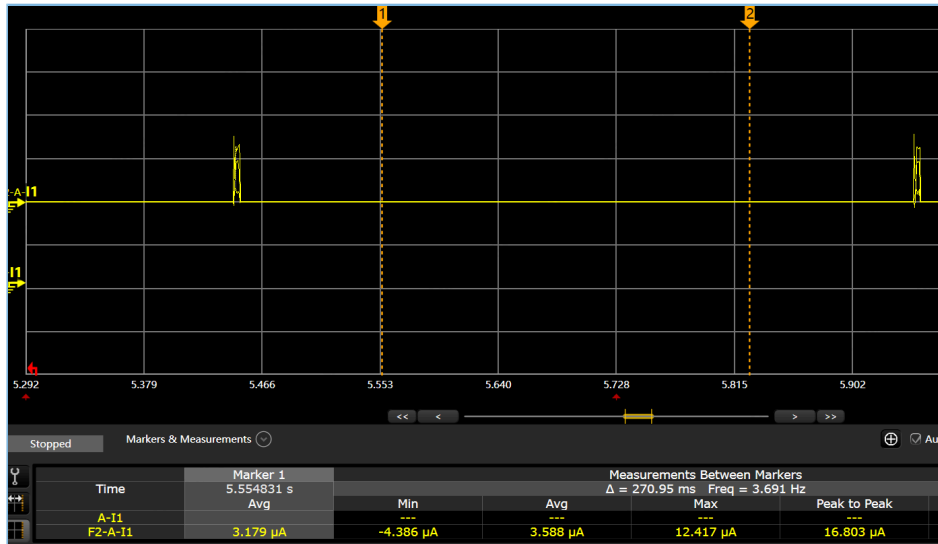 1 2
2-A-I1
-I1
5.292 5.379 5.466 5.553 5.640 5.728 5.815 5.902
<< < > >>
Stopped Markers & Measurements Au
Marker 1 Measurements Between Markers
Time 5.554831 s Δ = 270.95 ms Freq = 3.691 Hz
Avg Min Avg Max Peak to Peak
A-I1 --- --- --- ---
F2-A-I1 3.179 µA -4.386 µA 3.588 µA 12.417 µA 16.803 µA